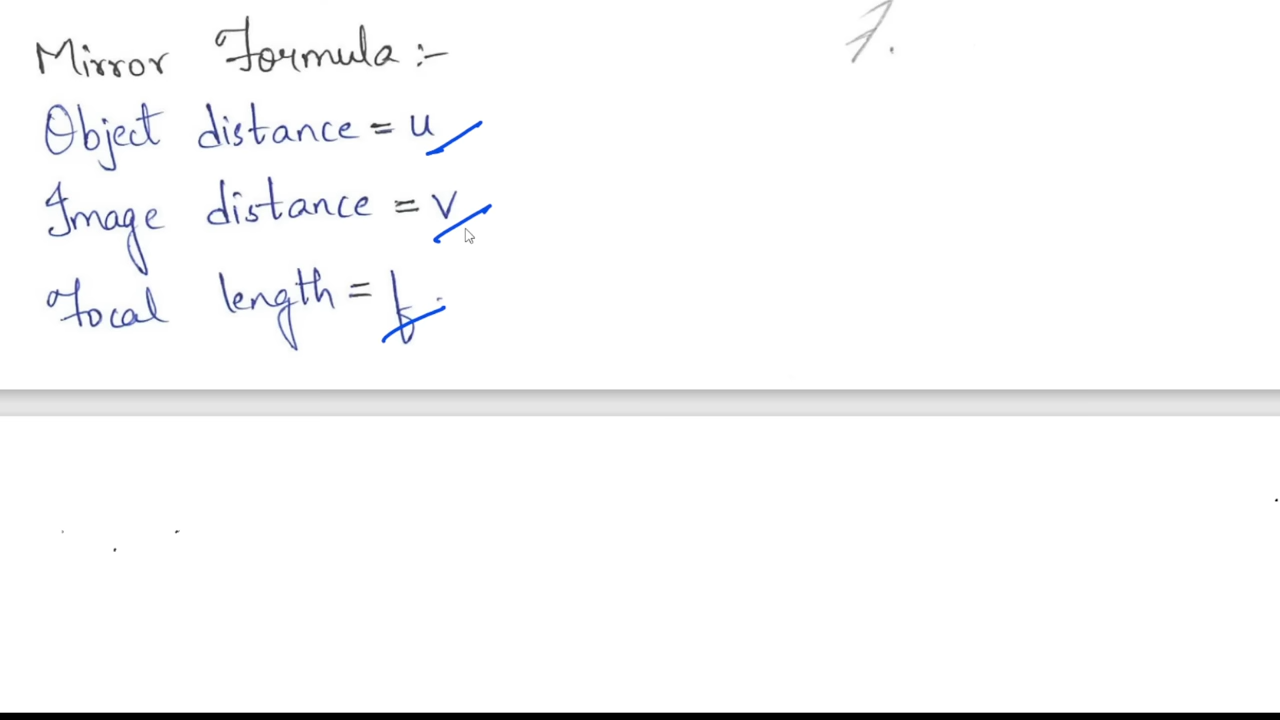 Mirror Formula :-
Object distance = u
Image distance = v
Focal length = f